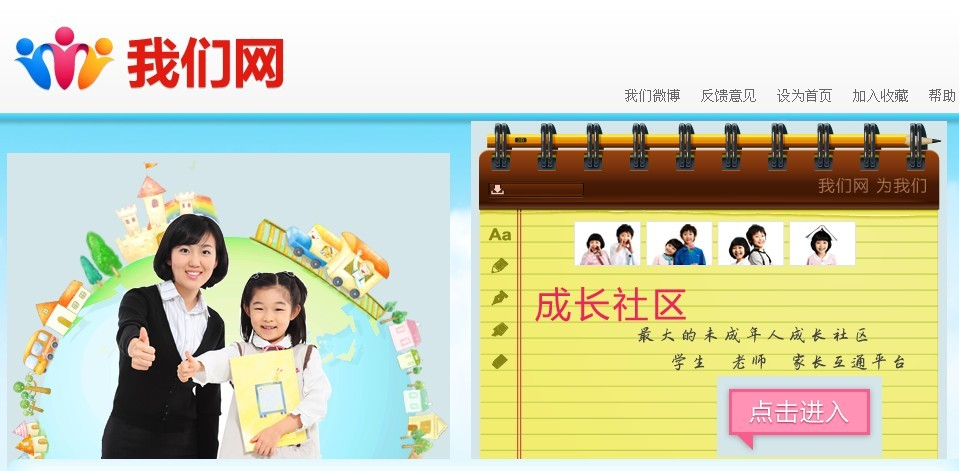 我们网
我们微博 反馈意见 设为首页 加入收藏 帮助
我们网 为我们
Aa
成长社区
最大的未成年人成长社区
学生 老师 家长互通平台
点击进入